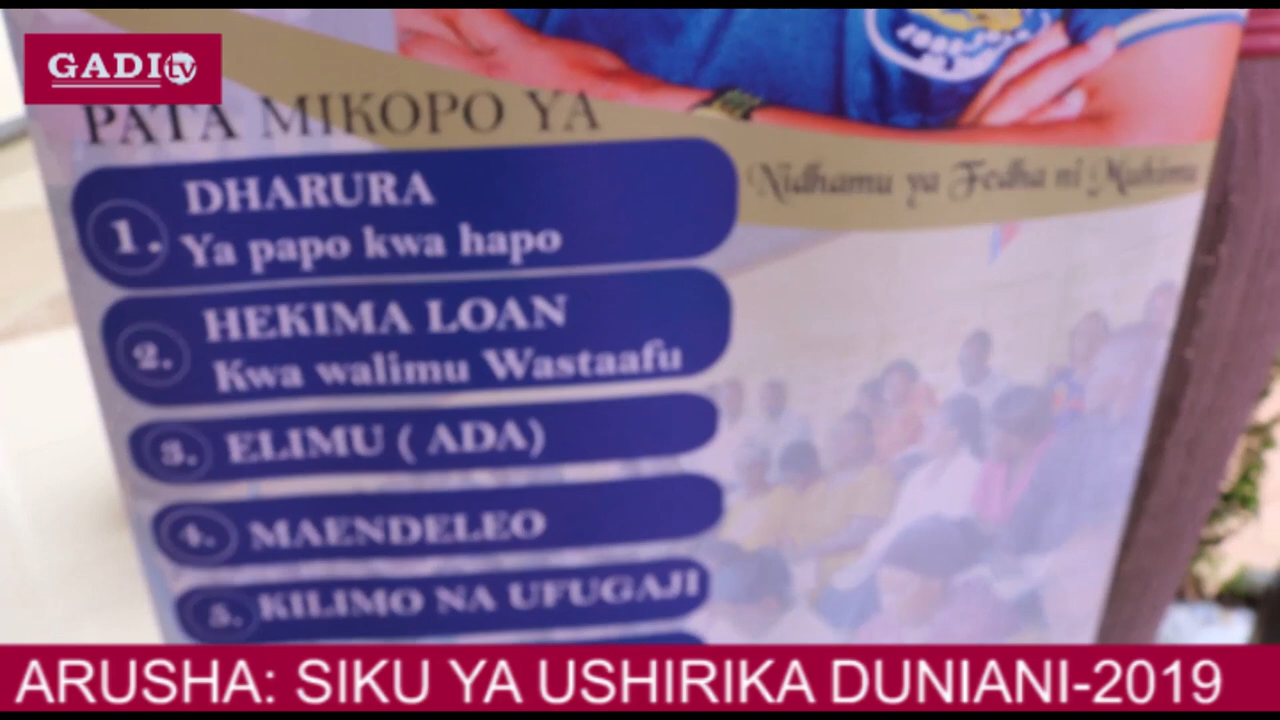 GADI tv
PATA MIKOPO YA
Nidhamu ya Fedha ni Muhimu
1. DHARURA
Ya papo kwa hapo
2. HEKIMA LOAN
Kwa walimu Wastaafu
3. ELIMU ( ADA)
4. MAENDELEO
5. KILIMO NA UFUGAJI
ARUSHA: SIKU YA USHIRIKA DUNIANI-2019